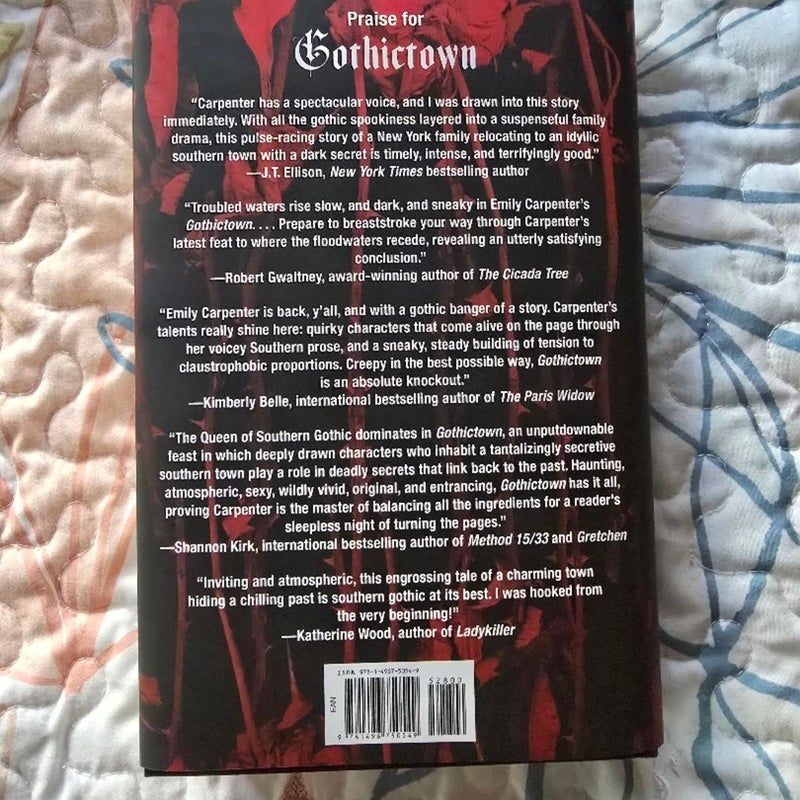 Praise for
Gothictown
“Carpenter has a spectacular voice, and I was drawn into this story
immediately. With all the gothic spookiness layered into a suspenseful family
drama, this pulse-racing story of a New York family relocating to an idyllic
southern town with a dark secret is timely, intense, and terrifyingly good.”
—J.T. Ellison, New York Times bestselling author
“Troubled waters rise slow, and dark, and sneaky in Emily Carpenter’s
Gothictown. . . . Prepare to breaststroke your way through Carpenter’s
latest feat to where the floodwaters recede, revealing an utterly satisfying
conclusion.”
—Robert Gwaltney, award-winning author of The Cicada Tree
“Emily Carpenter is back, y’all, and with a gothic banger of a story. Carpenter’s
talents really shine here: quirky characters that come alive on the page through
her voicey Southern prose, and a sneaky, steady building of tension to
claustrophobic proportions. Creepy in the best possible way, Gothictown
is an absolute knockout.”
—Kimberly Belle, international bestselling author of The Paris Widow
“The Queen of Southern Gothic dominates in Gothictown, an unputdownable
feast in which deeply drawn characters who inhabit a tantalizingly secretive
southern town play a role in deadly secrets that link back to the past. Haunting,
atmospheric, sexy, wildly vivid, original, and entrancing, Gothictown has it all,
proving Carpenter is the master of balancing all the ingredients for a reader’s
sleepless night of turning the pages.”
—Shannon Kirk, international bestselling author of Method 15/33 and Gretchen
“Inviting and atmospheric, this engrossing tale of a charming town
hiding a chilling past is southern gothic at its best. I was hooked from
the very beginning!”
—Katherine Wood, author of Ladykiller
ISBN 978-1-4967-5054-9
52800
EAN
9 781496 750549